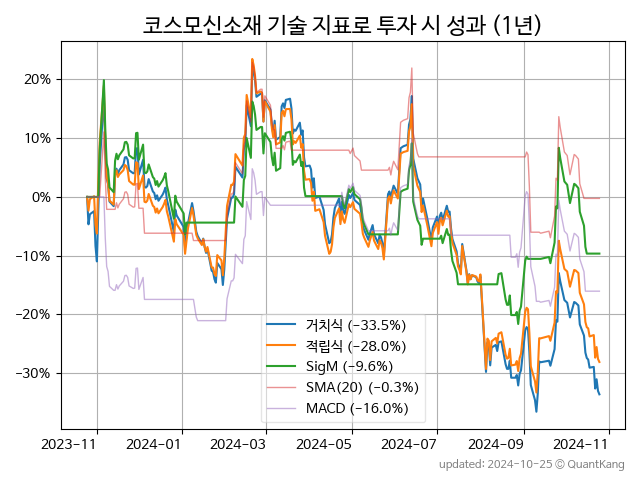 코스모신소재 기술 지표로 투자 시 성과 (1년)
20%
10%
0%
−10%
−20%
−30%
거치식 (−33.5%)
적립식 (−28.0%)
SigM (−9.6%)
SMA(20) (−0.3%)
MACD (−16.0%)
2023−11 2024−01 2024−03 2024−05 2024−07 2024−09 2024−11
updated: 2024−10−25 © QuantKang